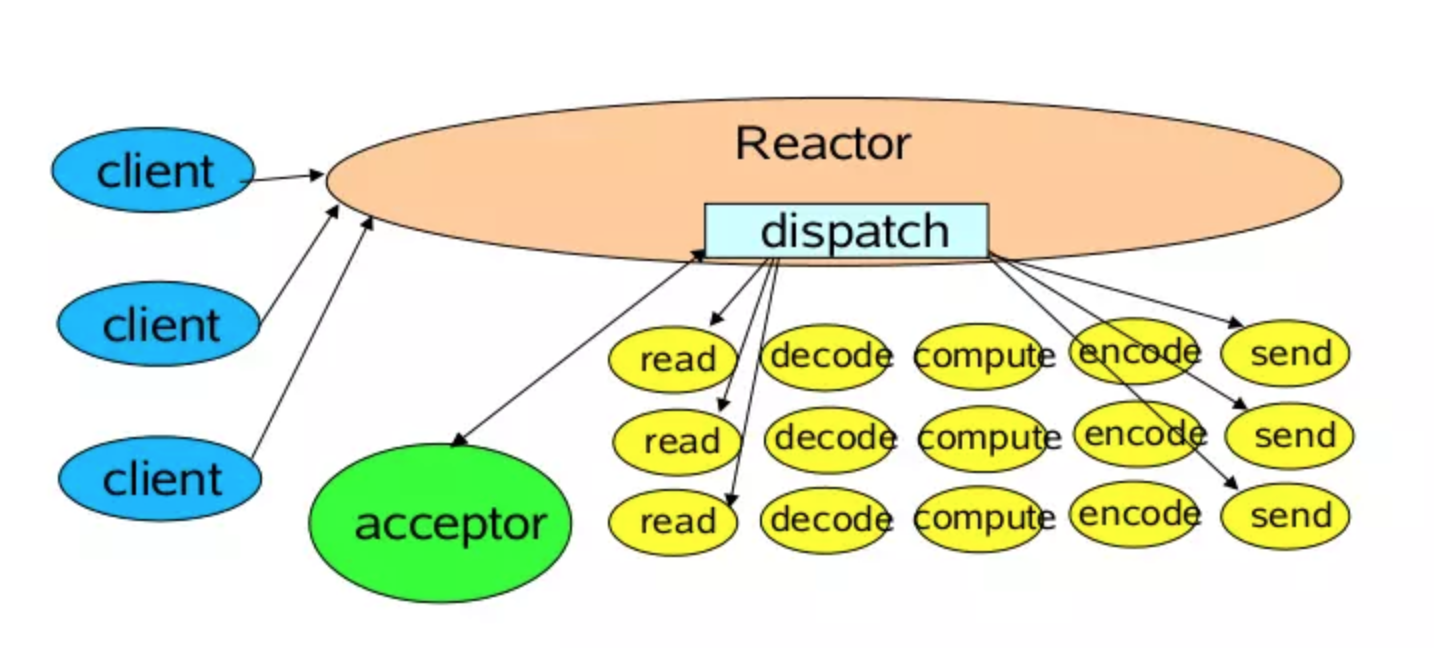 Reactor
dispatch
client
client
client
acceptor
read decode compute encode send
read decode compute encode send
read decode compute encode send